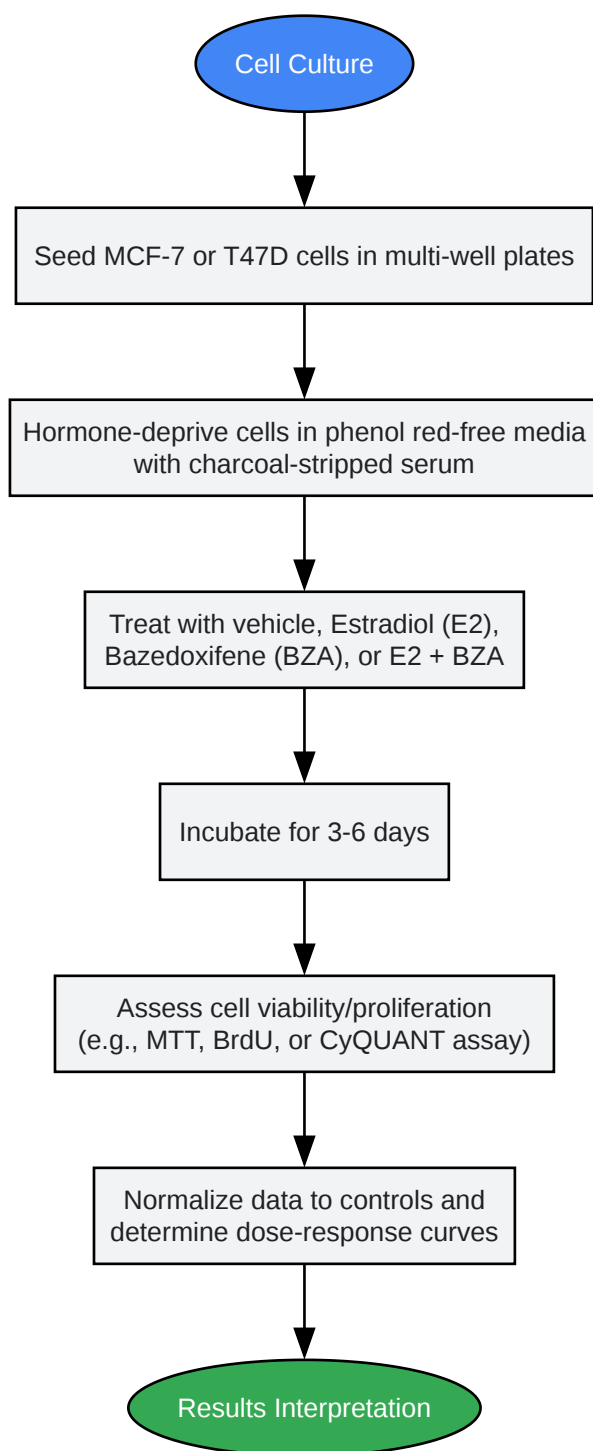 Cell Culture
Seed MCF-7 or T47D cells in multi-well plates
Hormone-deprive cells in phenol red-free media
with charcoal-stripped serum
Treat with vehicle, Estradiol (E2),
Bazedoxifene (BZA), or E2 + BZA
Incubate for 3-6 days
Assess cell viability/proliferation
(e.g., MTT, BrdU, or CyQUANT assay)
Normalize data to controls and
determine dose-response curves
Results Interpretation